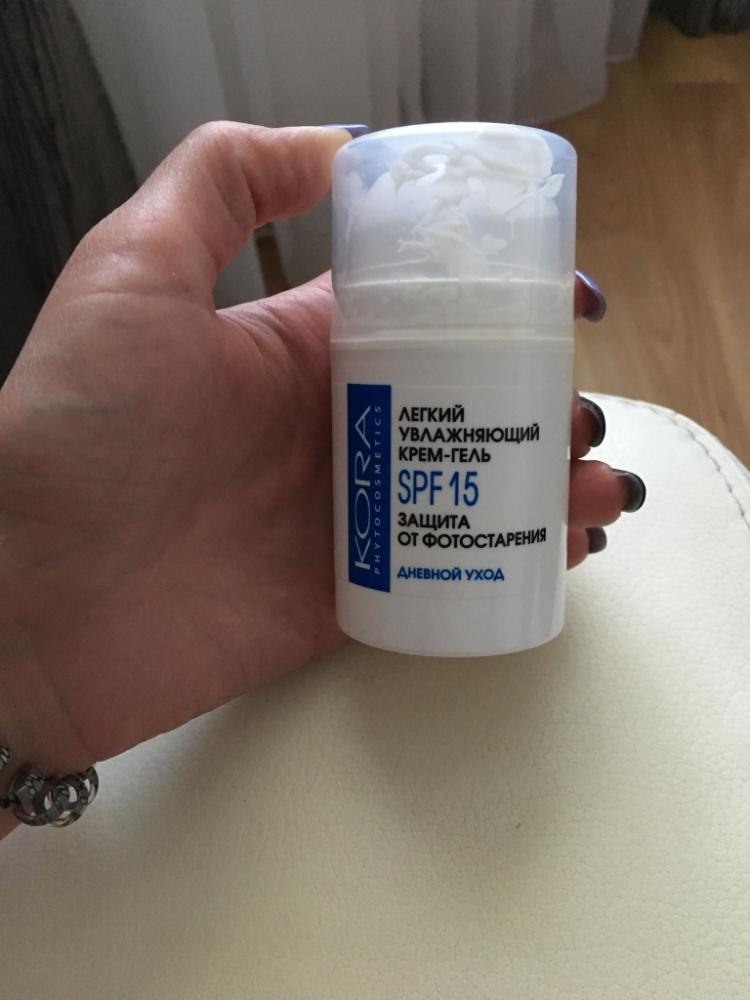 KORA
PHYTOCOSMETICS
ЛЕГКИЙ
УВЛАЖНЯЮЩИЙ
КРЕМ-ГЕЛЬ
SPF 15
ЗАЩИТА
ОТ ФОТОСТАРЕНИЯ
ДНЕВНОЙ УХОД